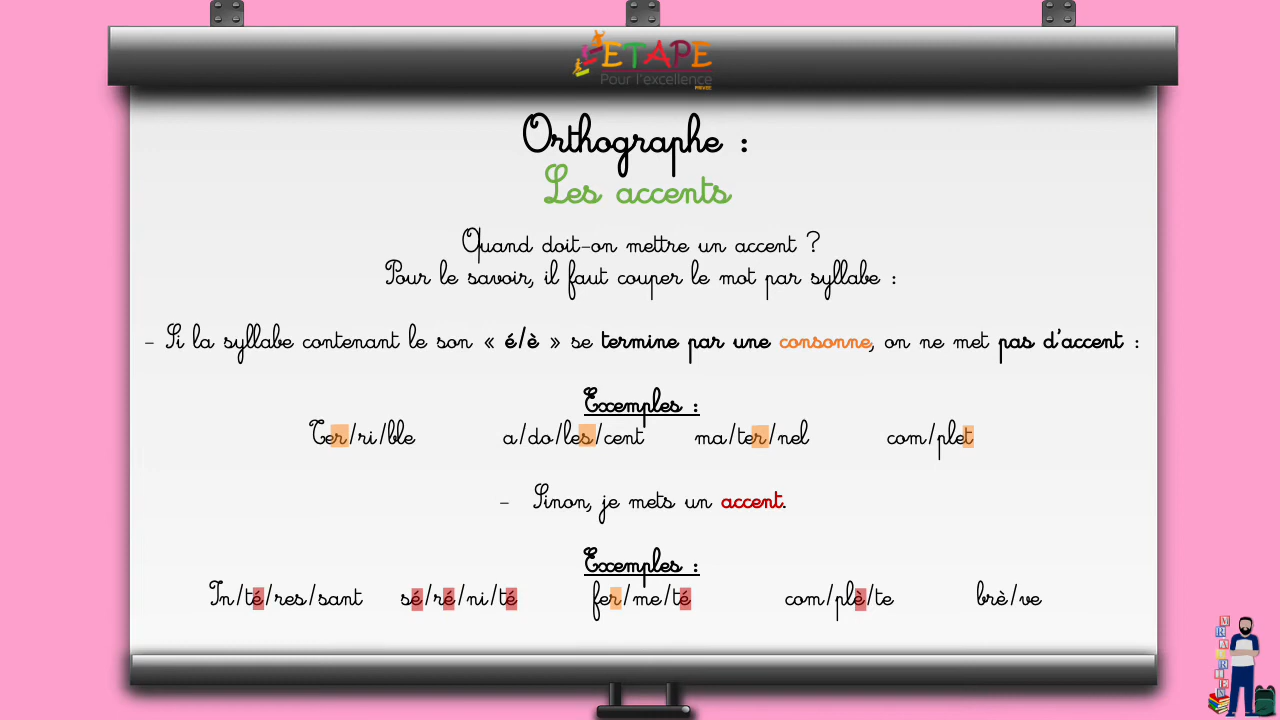 ETAPE
Pour l'excellence
PRIVÉE
Orthographe :
Les accents
Quand doit-on mettre un accent ?
Pour le savoir, il faut couper le mot par syllabe :
- Si la syllabe contenant le son « é/è » se termine par une consonne, on ne met pas d'accent :
Exemples :
Ter/ri/ble a/do/les/cent ma/ter/nel com/plet
- Sinon, je mets un accent.
Exemples :
In/té/res/sant sé/ré/ni/té fer/me/té com/plè/te brè/ve